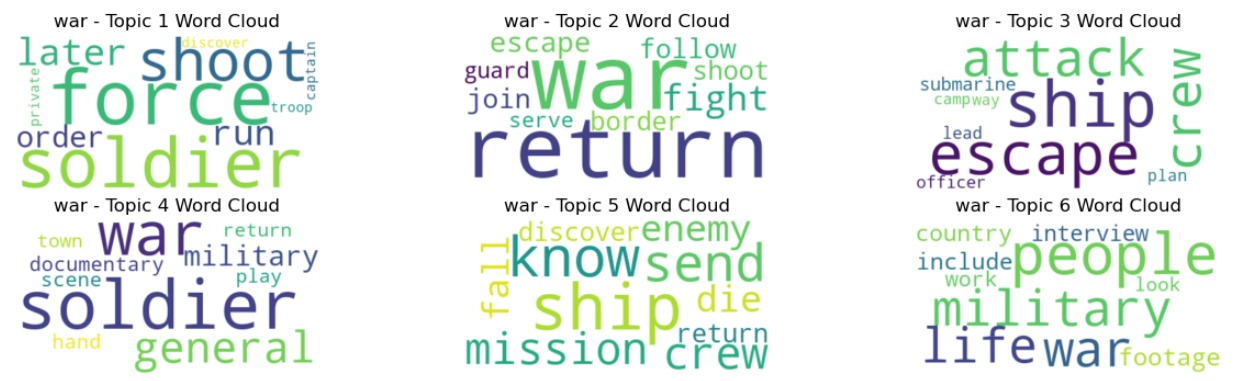 war - Topic 1 Word Cloud
later
discover
shoot
captain
private
force
troop
order
run
soldier
war - Topic 2 Word Cloud
escape
follow
guard
war
shoot
join
fight
serve
border
return
war - Topic 3 Word Cloud
attack
submarine
crew
camp
way
ship
lead
escape
officer
plan
war - Topic 4 Word Cloud
town
war
return
documentary
military
scene
play
soldier
hand
general
war - Topic 5 Word Cloud
discover
enemy
fall
know
send
ship
die
return
mission
crew
war - Topic 6 Word Cloud
country
interview
include
people
work
look
military
life
war
footage